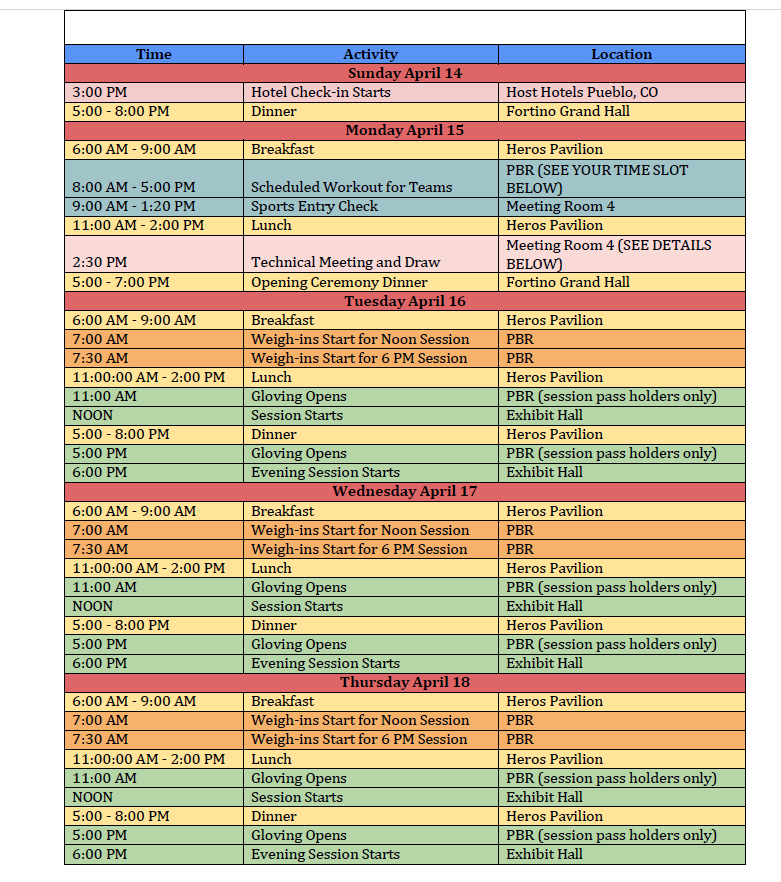 Time Activity Location
Sunday April 14
3:00 PM Hotel Check-in Starts Host Hotels Pueblo, CO
5:00 - 8:00 PM Dinner Fortino Grand Hall
Monday April 15
6:00 AM - 9:00 AM Breakfast Heros Pavilion
PBR (SEE YOUR TIME SLOT
8:00 AM - 5:00 PM Scheduled Workout for Teams BELOW)
9:00 AM - 1:20 PM Sports Entry Check Meeting Room 4
11:00 AM - 2:00 PM Lunch Heros Pavilion
Meeting Room 4 (SEE DETAILS
2:30 PM Technical Meeting and Draw BELOW)
5:00 - 7:00 PM Opening Ceremony Dinner Fortino Grand Hall
Tuesday April 16
6:00 AM - 9:00 AM Breakfast Heros Pavilion
7:00 AM Weigh-ins Start for Noon Session PBR
7:30 AM Weigh-ins Start for 6 PM Session PBR
11:00:00 AM - 2:00 PM Lunch Heros Pavilion
11:00 AM Gloving Opens PBR (session pass holders only)
NOON Session Starts Exhibit Hall
5:00 - 8:00 PM Dinner Heros Pavilion
5:00 PM Gloving Opens PBR (session pass holders only)
6:00 PM Evening Session Starts Exhibit Hall
Wednesday April 17
6:00 AM - 9:00 AM Breakfast Heros Pavilion
7:00 AM Weigh-ins Start for Noon Session PBR
7:30 AM Weigh-ins Start for 6 PM Session PBR
11:00:00 AM - 2:00 PM Lunch Heros Pavilion
11:00 AM Gloving Opens PBR (session pass holders only)
NOON Session Starts Exhibit Hall
5:00 - 8:00 PM Dinner Heros Pavilion
5:00 PM Gloving Opens PBR (session pass holders only)
6:00 PM Evening Session Starts Exhibit Hall
Thursday April 18
6:00 AM - 9:00 AM Breakfast Heros Pavilion
7:00 AM Weigh-ins Start for Noon Session PBR
7:30 AM Weigh-ins Start for 6 PM Session PBR
11:00:00 AM - 2:00 PM Lunch Heros Pavilion
11:00 AM Gloving Opens PBR (session pass holders only)
NOON Session Starts Exhibit Hall
5:00 - 8:00 PM Dinner Heros Pavilion
5:00 PM Gloving Opens PBR (session pass holders only)
6:00 PM Evening Session Starts Exhibit Hall